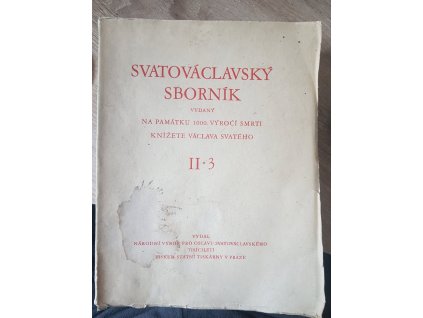 SVATOVÁCLAVSKÝ
SBORNÍK
VYDANÝ
NA PAMÁTKU 1000. VÝROČÍ SMRTI
KNÍŽETE VÁCLAVA SVATÉHO
II·3
VYDAL
NÁRODNÍ VÝBOR PRO OSLAVU SVATOVÁCLAVSKÉHO
TISÍCILETÍ
TISKEM STÁTNÍ TISKÁRNY V PRAZE